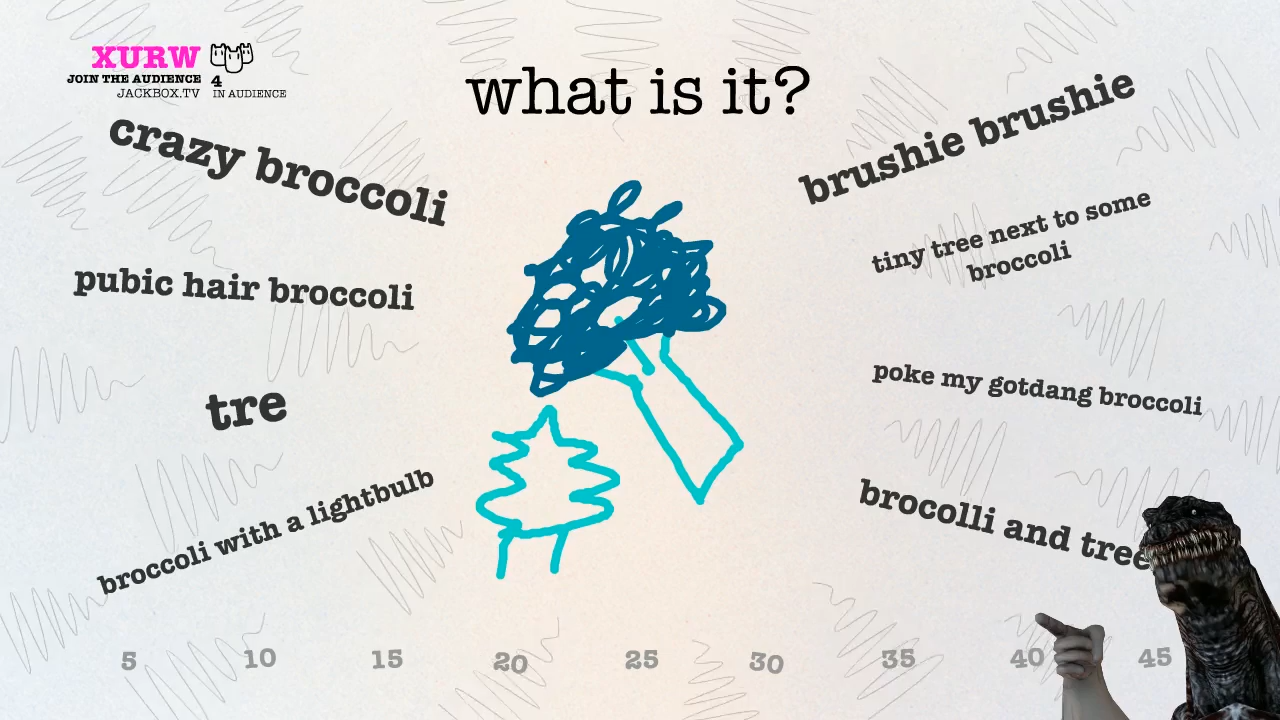 XURW
JOIN THE AUDIENCE 4
JACKBOX.TV IN AUDIENCE
what is it?
crazy broccoli
brushie brushie
pubic hair broccoli
tiny tree next to some
broccoli
tre
poke my gotdang broccoli
broccoli with a lightbulb
brocolli and tree
5 10 15 20 25 30 35 40 45